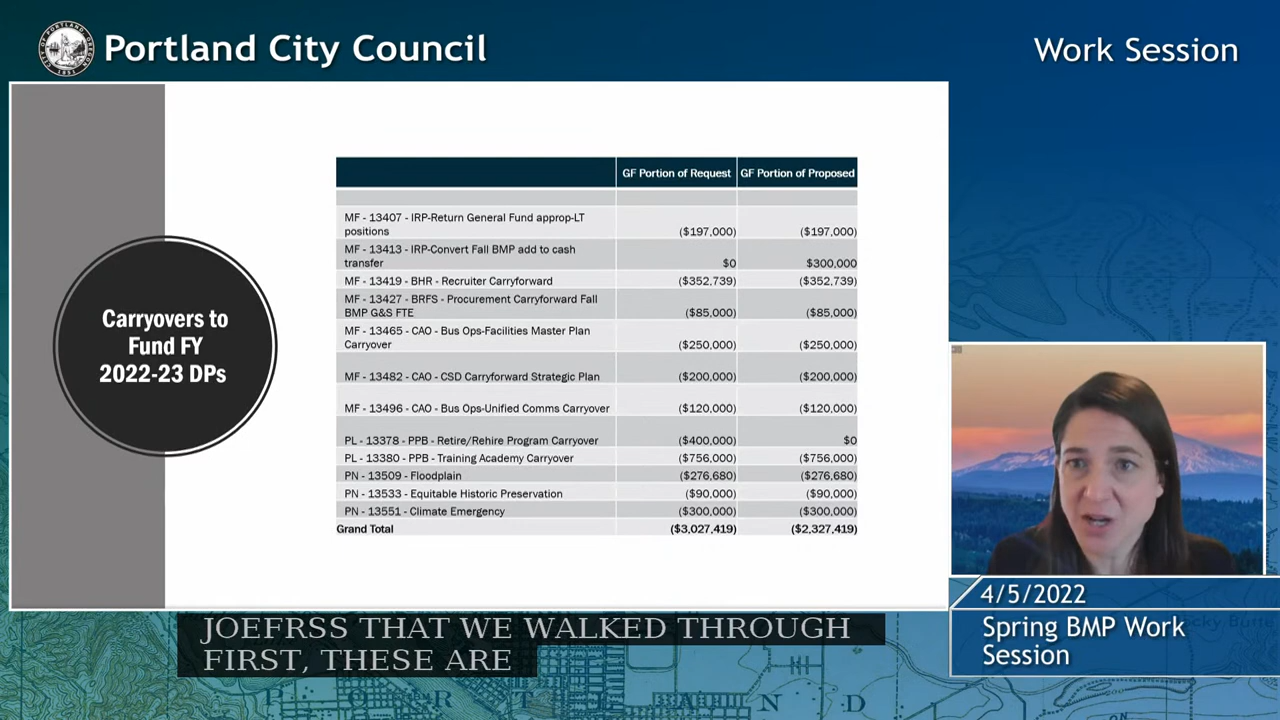 Portland City Council
Work Session
Carryovers to
Fund FY
2022-23 DPs
GF Portion of Request GF Portion of Proposed
MF - 13407 - IRP-Return General Fund approp-LT
positions ($197,000) ($197,000)
MF - 13413 - IRP-Convert Fall BMP add to cash
transfer $0 $300,000
MF - 13419 - BHR - Recruiter Carryforward ($352,739) ($352,739)
MF - 13427 - BRFS - Procurement Carryforward Fall
BMP G&S FTE ($85,000) ($85,000)
MF - 13465 - CAO - Bus Ops-Facilities Master Plan
Carryover ($250,000) ($250,000)
MF - 13482 - CAO - CSD Carryforward Strategic Plan ($200,000) ($200,000)
MF - 13496 - CAO - Bus Ops-Unified Comms Carryover ($120,000) ($120,000)
PL - 13378 - PPB - Retire/Rehire Program Carryover ($400,000) $0
PL - 13380 - PPB - Training Academy Carryover ($756,000) ($756,000)
PN - 13509 - Floodplain ($276,680) ($276,680)
PN - 13533 - Equitable Historic Preservation ($90,000) ($90,000)
PN - 13551 - Climate Emergency ($300,000) ($300,000)
Grand Total ($3,027,419) ($2,327,419)
4/5/2022
Spring BMP Work
Session
JOEFRSS THAT WE WALKED THROUGH
FIRST, THESE ARE